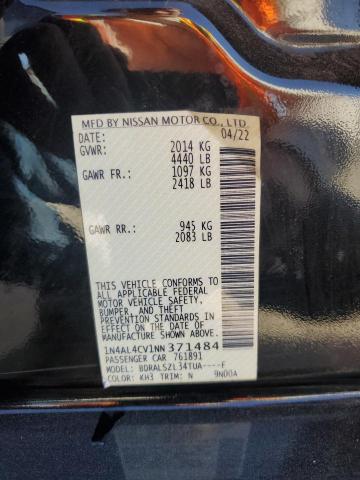 MFD BY NISSAN MOTOR CO., LTD
DATE: 04/22
GVWR: 2014 KG
4440 LB
GAWR FR.: 1097 KG
2418 LB
GAWR RR.: 945 KG
2083 LB
THIS VEHICLE CONFORMS TO
ALL APPLICABLE U.S. FEDERAL
MOTOR VEHICLE SAFETY,
BUMPER, AND THEFT
PREVENTION STANDARDS IN
EFFECT ON THE DATE OF
MANUFACTURE SHOWN ABOVE.
1N4AL4CV1NN371484
PASSENGER CAR 761891
MODEL: BDRALSZL34TUA----F
COLOR: KH3 TRIM: N 9N00A